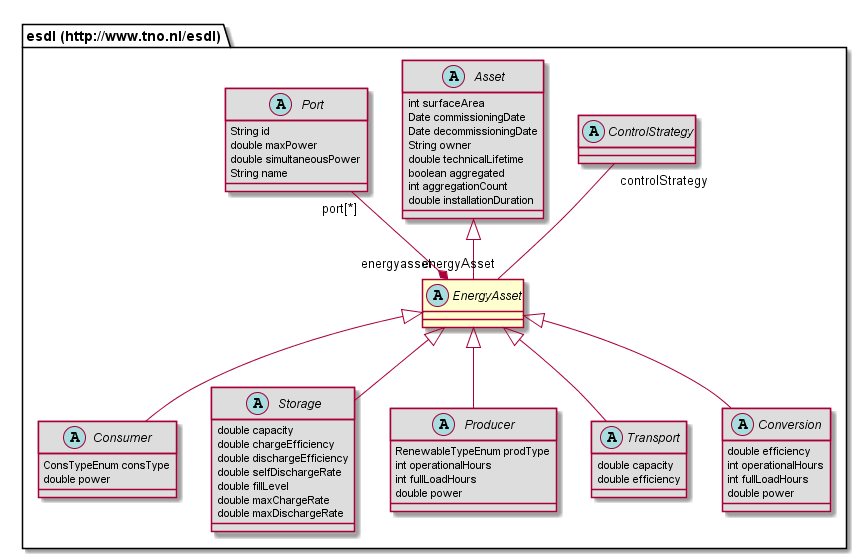 esdl (http://www.tno.nl/esdl)
A Port
String id
double maxPower
double simultaneousPower
String name
A Asset
int surfaceArea
Date commissioningDate
Date decommissioningDate
String owner
double technicalLifetime
boolean aggregated
int aggregationCount
double installationDuration
A ControlStrategy
controlStrategy
port[*]
energyasset
energyAsset
A EnergyAsset
A Consumer
ConsTypeEnum consType
double power
A Storage
double capacity
double chargeEfficiency
double dischargeEfficiency
double selfDischargeRate
double fillLevel
double maxChargeRate
double maxDischargeRate
A Producer
RenewableTypeEnum prodType
int operationalHours
int fullLoadHours
double power
A Transport
double capacity
double efficiency
A Conversion
double efficiency
int operationalHours
int fullLoadHours
double power